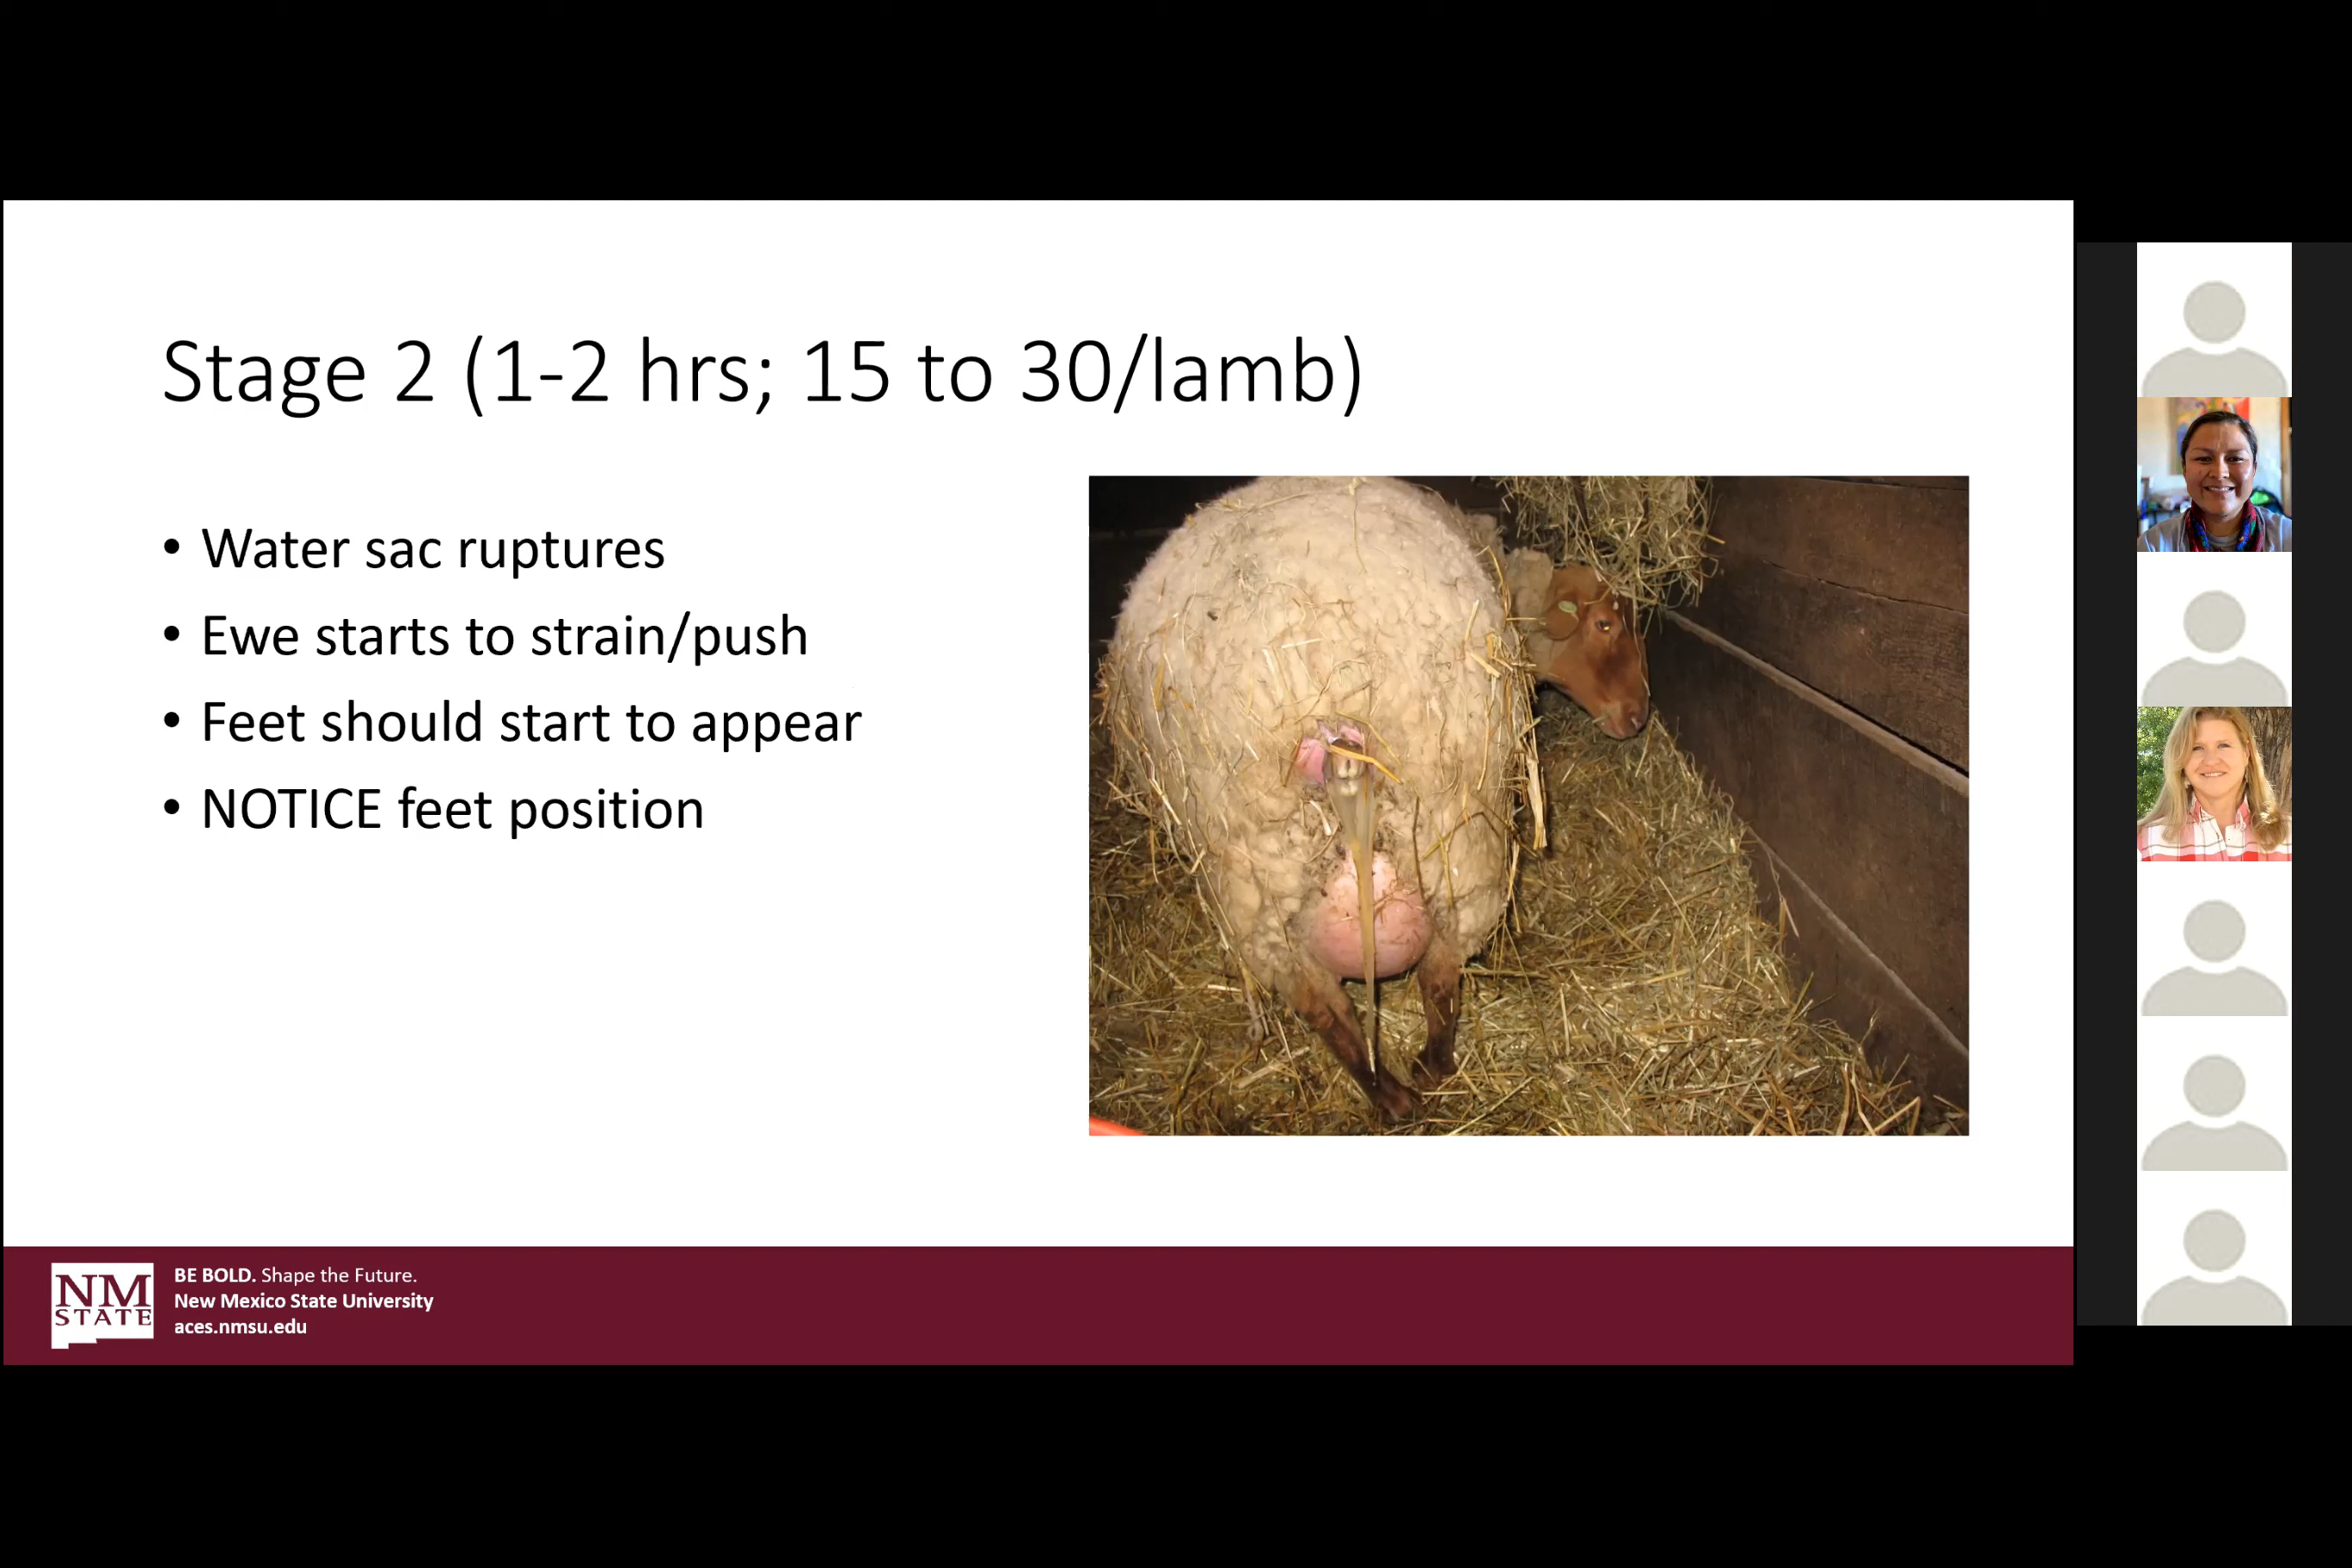 Stage 2 (1-2 hrs; 15 to 30/lamb)
• Water sac ruptures
• Ewe starts to strain/push
• Feet should start to appear
• NOTICE feet position
NM
STATE
BE BOLD. Shape the Future.
New Mexico State University
aces.nmsu.edu